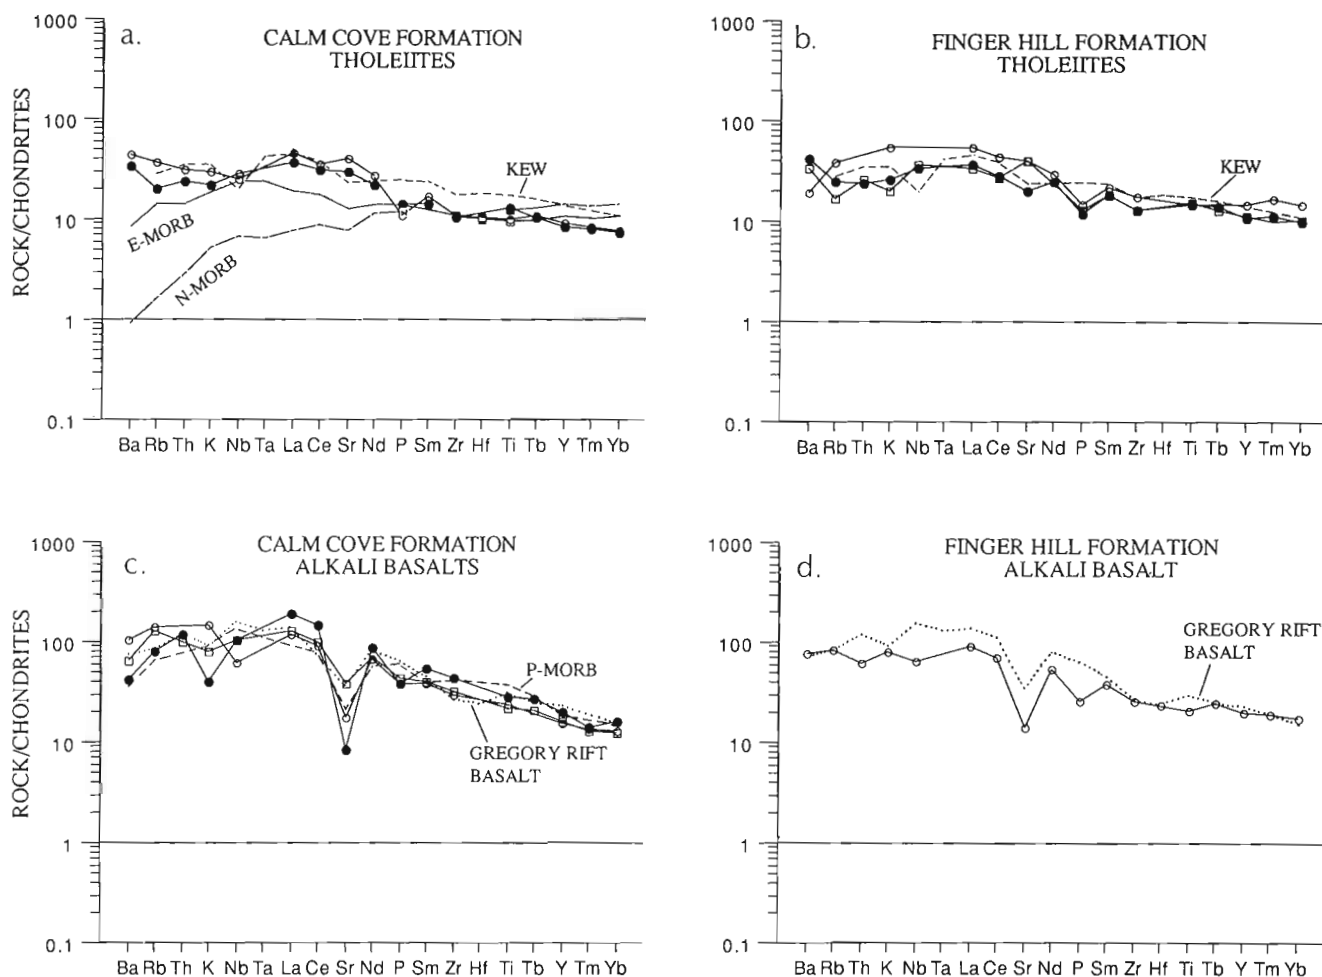 a.
CALM COVE FORMATION
THOLEIITES
1000
100
10
1
0.1
ROCK/CHONDRITES
KEW
E-MORB
N-MORB
Ba Rb Th K Nb Ta La Ce Sr Nd P Sm Zr Hf Ti Tb Y Tm Yb
b.
FINGER HILL FORMATION
THOLEIITES
1000
100
10
1
0.1
KEW
Ba Rb Th K Nb Ta La Ce Sr Nd P Sm Zr Hf Ti Tb Y Tm Yb
c.
CALM COVE FORMATION
ALKALI BASALTS
1000
100
10
1
0.1
ROCK/CHONDRITES
P-MORB
GREGORY RIFT
BASALT
Ba Rb Th K Nb Ta La Ce Sr Nd P Sm Zr Hf Ti Tb Y Tm Yb
d.
FINGER HILL FORMATION
ALKALI BASALT
1000
100
10
1
0.1
GREGORY RIFT
BASALT
Ba Rb Th K Nb Ta La Ce Sr Nd P Sm Zr Hf Ti Tb Y Tm Yb